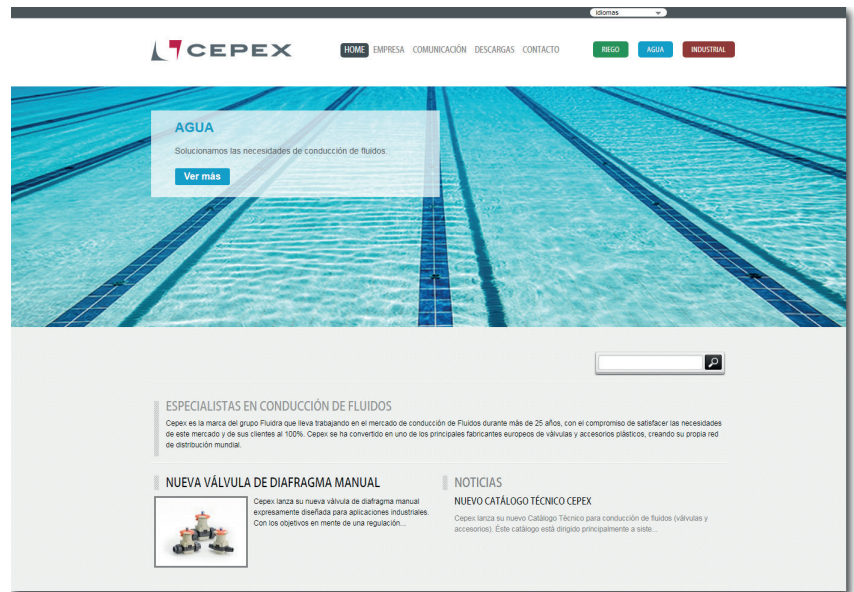 idiomas
CEPEX
HOME EMPRESA COMUNICACIÓN DESCARGAS CONTACTO RIEGO AGUA INDUSTRIAL
AGUA
Solucionamos las necesidades de conducción de fluidos.
Ver más
ESPECIALISTAS EN CONDUCCIÓN DE FLUIDOS
Cepex es la marca del grupo Fluidra que lleva trabajando en el mercado de conducción de Fluidos durante más de 25 años, con el compromiso de satisfacer las necesidades
de este mercado y de sus clientes al 100%. Cepex se ha convertido en uno de los principales fabricantes europeos de válvulas y accesorios plásticos, creando su propia red
de distribución mundial.
NUEVA VÁLVULA DE DIAFRAGMA MANUAL
Cepex lanza su nueva válvula de diafragma manual
expresamente diseñada para aplicaciones industriales.
Con los objetivos en mente de una regulación...
NOTICIAS
NUEVO CATÁLOGO TÉCNICO CEPEX
Cepex lanza su nuevo Catálogo Técnico para conducción de fluidos (válvulas y
accesorios). Éste catálogo está dirigido principalmente a siste...